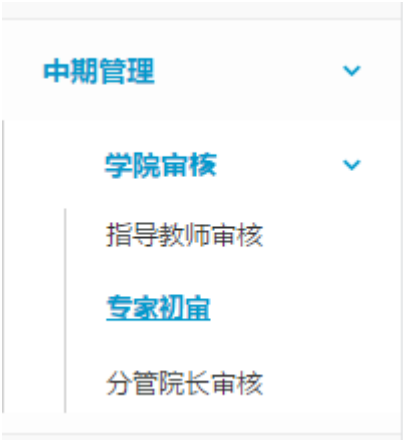 中期管理
学院审核
指导教师审核
专家初审
分管院长审核